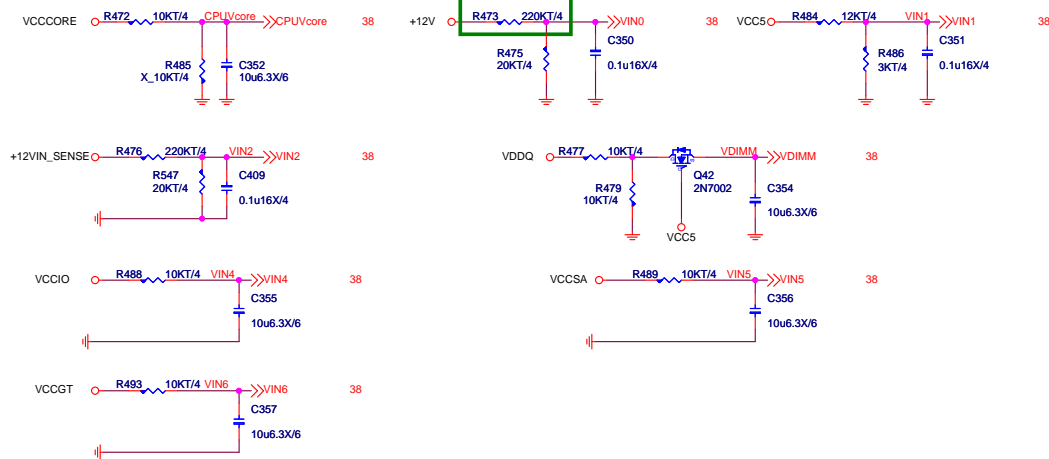 VCCCORE R472 10KT/4 CPUVcore CPUVcore 38
R485 X_10KT/4 C352 10u6.3X/6
+12V R473 220KT/4 VIN0 38
R475 20KT/4 C350 0.1u16X/4
VCC5 R484 12KT/4 VIN1 VIN1 38
R486 3KT/4 C351 0.1u16X/4
+12VIN_SENSE R476 220KT/4 VIN2 VIN2 38
R547 20KT/4 C409 0.1u16X/4
VDDQ R477 10KT/4 VDIMM VDIMM 38
R479 10KT/4 Q42 2N7002 C354 10u6.3X/6
VCC5
VCCIO R488 10KT/4 VIN4 VIN4 38
C355 10u6.3X/6
VCCSA R489 10KT/4 VIN5 VIN5 38
C356 10u6.3X/6
VCCGT R493 10KT/4 VIN6 VIN6 38
C357 10u6.3X/6